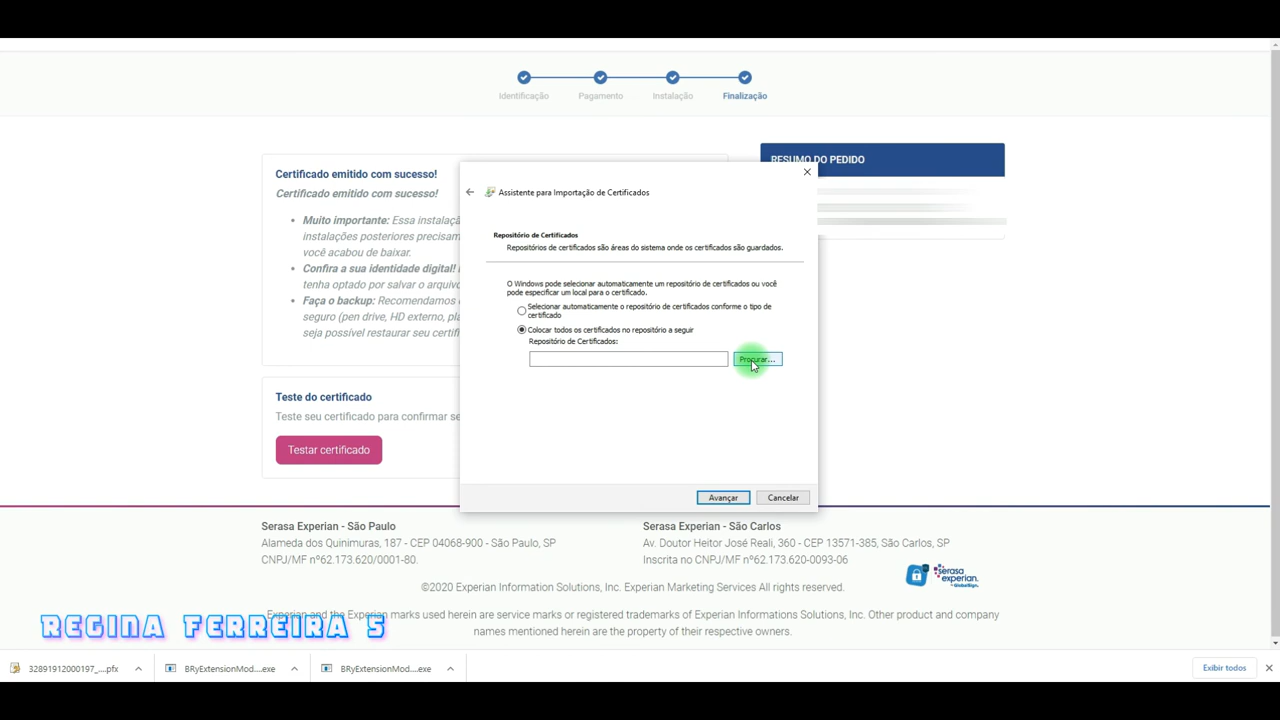 Identificação
Pagamento
Instalação
Finalização
Certificado emitido com sucesso!
Certificado emitido com sucesso!
Muito importante: Essa instalaçã
instalações posteriores precisam
você acabou de baixar.
Confira a sua identidade digital!
tenha optado por salvar o arquivo
Faça o backup: Recomendamos
seguro (pen drive, HD externo,
seja possível restaurar seu certifi
Teste do certificado
Teste seu certificado para confirmar se
Testar certificado
RESUMO DO PEDIDO
Assistente para Importação de Certificados
Repositório de Certificados
Repositórios de certificados são áreas do sistema onde os certificados são guardados.
O Windows pode selecionar automaticamente um repositório de certificados ou você
pode especificar um local para o certificado.
Selecionar automaticamente o repositório de certificados conforme o tipo de
certificado
Colocar todos os certificados no repositório a seguir
Repositório de Certificados:
Procurar...
Avançar
Cancelar
Serasa Experian - São Paulo
Alameda dos Quinimuras, 187 - CEP 04068-900 - São Paulo, SP
CNPJ/MF nº62.173.620/0001-80.
Serasa Experian - São Carlos
Av. Doutor Heitor José Reali, 360 - CEP 13571-385, São Carlos, SP
Inscrita no CNPJ/MF nº62.173.620-0093-06
serasa
experian.
by GlobalSign.
©2020 Experian Information Solutions, Inc. Experian Marketing Services All rights reserved.
Experian and the Experian marks used herein are service marks or registered trademarks of Experian Informations Solutions, Inc. Other product and company
names mentioned herein are the property of their respective owners.
REGINA FERREIRA S
32891912000197_....pfx
BRyExtensionMod....exe
BRyExtensionMod....exe
Exibir todos